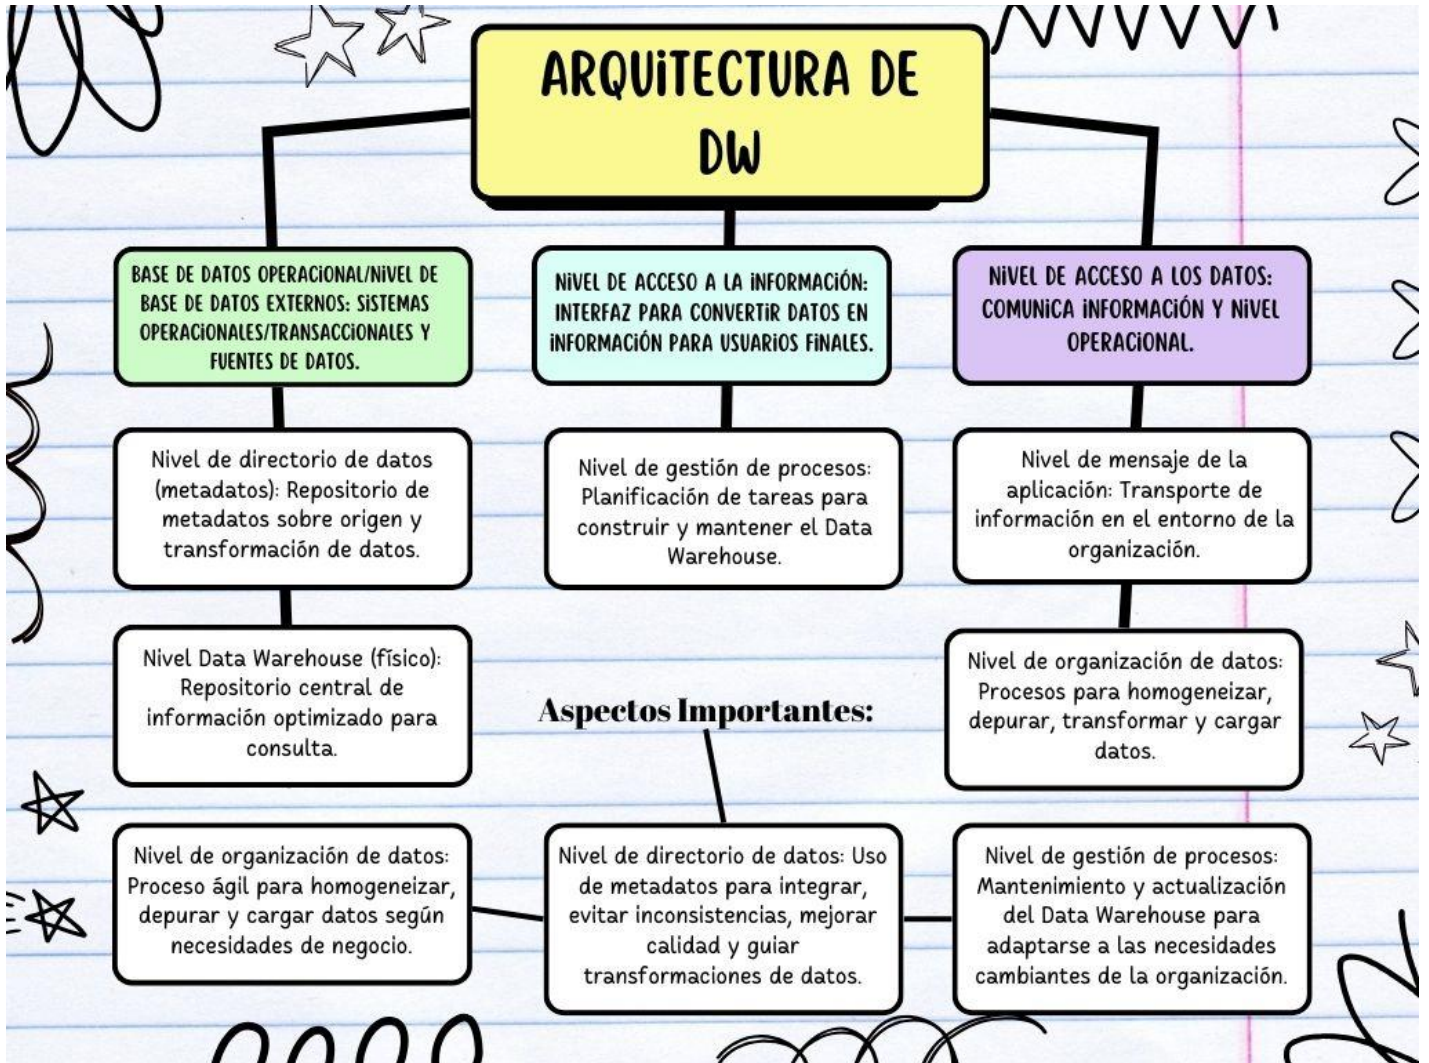 ARQUITECTURA DE
DW
BASE DE DATOS OPERACIONAL/NIVEL DE
BASE DE DATOS EXTERNOS: SISTEMAS
OPERACIONALES/TRANSACCIONALES Y
FUENTES DE DATOS.
NIVEL DE ACCESO A LA INFORMACIÓN:
INTERFAZ PARA CONVERTIR DATOS EN
INFORMACIÓN PARA USUARIOS FINALES.
NIVEL DE ACCESO A LOS DATOS:
COMUNICA INFORMACIÓN Y NIVEL
OPERACIONAL.
Nivel de directorio de datos
(metadatos): Repositorio de
metadatos sobre origen y
transformación de datos.
Nivel de gestión de procesos:
Planificación de tareas para
construir y mantener el Data
Warehouse.
Nivel de mensaje de la
aplicación: Transporte de
información en el entorno de la
organización.
Nivel Data Warehouse (físico):
Repositorio central de
información optimizado para
consulta.
Nivel de organización de datos:
Procesos para homogeneizar,
depurar, transformar y cargar
datos.
Aspectos Importantes:
Nivel de organización de datos:
Proceso ágil para homogeneizar,
depurar y cargar datos según
necesidades de negocio.
Nivel de directorio de datos: Uso
de metadatos para integrar,
evitar inconsistencias, mejorar
calidad y guiar
transformaciones de datos.
Nivel de gestión de procesos:
Mantenimiento y actualización
del Data Warehouse para
adaptarse a las necesidades
cambiantes de la organización.